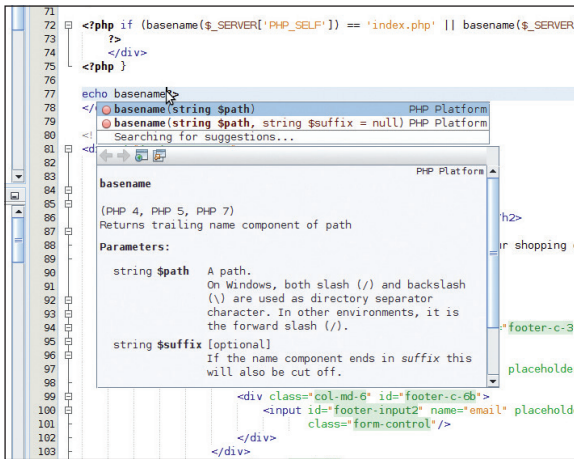 71
72 <?php if (basename($_SERVER['PHP_SELF']) == 'index.php' || basename($_SERVER
73 ?>
74 </div>
75 <?php }
76
77 echo basename?>
78 </
basename(string $path) PHP Platform
79
basename(string $path, string $suffix = null) PHP Platform
80 <!
Searching for suggestions...
81 <di
82
PHP Platform
83
basename
84
85
(PHP 4, PHP 5, PHP 7)
86 /h2>
Returns trailing name component of path
87
Parameters:
88 r shopping
89
string $path A path.
90
On Windows, both slash (/) and backslash
91
(\) are used as directory separator
92
character. In other environments, it is
93
the forward slash (/).
94 "footer-c-3
95
string $suffix [optional]
96
If the name component ends in suffix this
97 placeholde
will also be cut off.
98
99 <div class="col-md-6" id="footer-c-6b">
100 <input id="footer-input2" name="email" placehold
101 class="form-control"/>
102 </div>
103 </div>